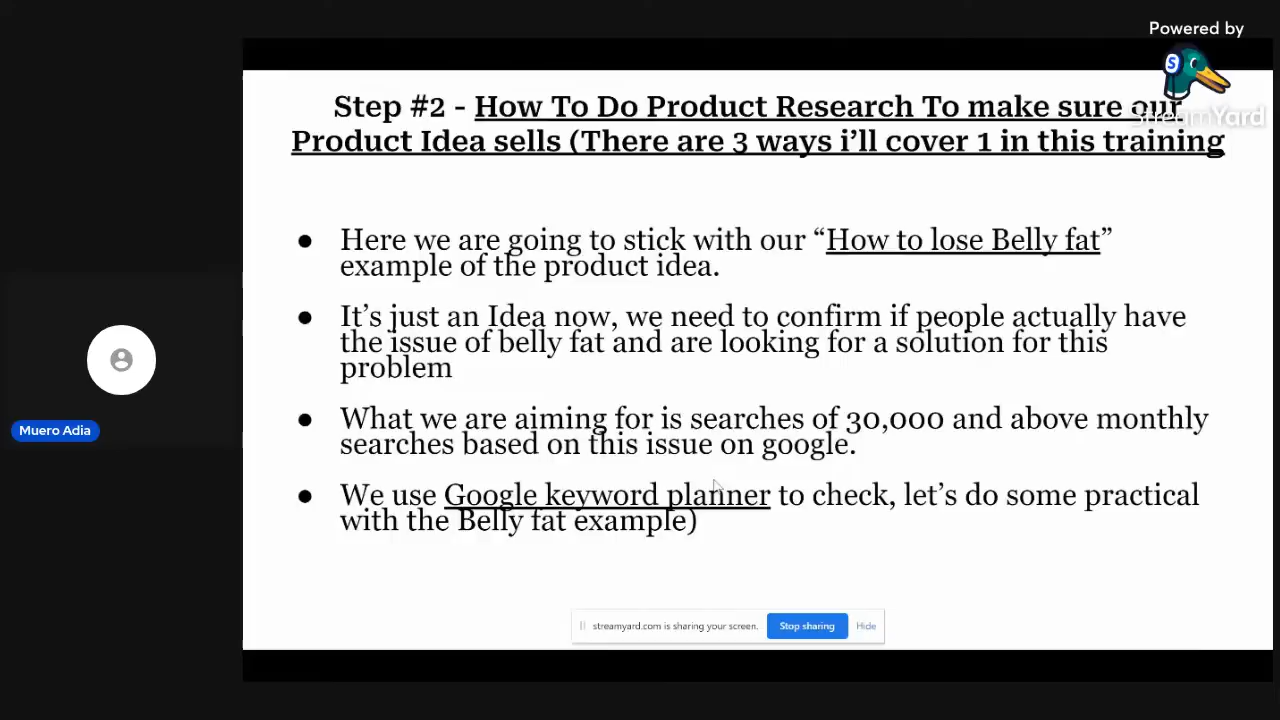 Powered by
S
StreamYard
Step #2 - How To Do Product Research To make sure our
Product Idea sells (There are 3 ways i’ll cover 1 in this training
● Here we are going to stick with our “How to lose Belly fat”
example of the product idea.
● It’s just an Idea now, we need to confirm if people actually have
the issue of belly fat and are looking for a solution for this
problem
● What we are aiming for is searches of 30,000 and above monthly
searches based on this issue on google.
● We use Google keyword planner to check, let’s do some practical
with the Belly fat example)
Muero Adia
streamyard.com is sharing your screen. Stop sharing Hide